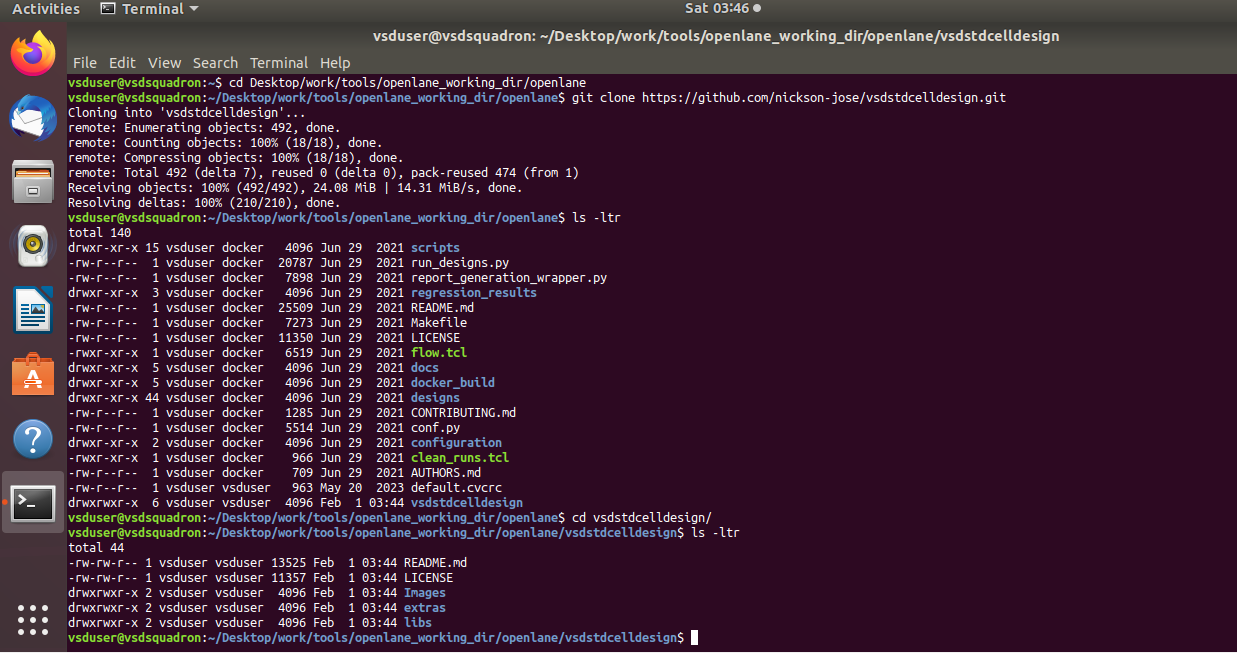 Activities Terminal Sat 03:46
vsduser@vsdsquadron: ~/Desktop/work/tools/openlane_working_dir/openlane/vsdstdcelldesign
File Edit View Search Terminal Help
vsduser@vsdsquadron:~$ cd Desktop/work/tools/openlane_working_dir/openlane
vsduser@vsdsquadron:~/Desktop/work/tools/openlane_working_dir/openlane$ git clone https://github.com/nickson-jose/vsdstdcelldesign.git
Cloning into 'vsdstdcelldesign'...
remote: Enumerating objects: 492, done.
remote: Counting objects: 100% (18/18), done.
remote: Compressing objects: 100% (18/18), done.
remote: Total 492 (delta 7), reused 0 (delta 0), pack-reused 474 (from 1)
Receiving objects: 100% (492/492), 24.08 MiB | 14.31 MiB/s, done.
Resolving deltas: 100% (210/210), done.
vsduser@vsdsquadron:~/Desktop/work/tools/openlane_working_dir/openlane$ ls -ltr
total 140
drwxr-xr-x 15 vsduser docker   4096 Jun 29  2021 scripts
-rw-r--r--  1 vsduser docker  20787 Jun 29  2021 run_designs.py
-rw-r--r--  1 vsduser docker   7898 Jun 29  2021 report_generation_wrapper.py
drwxr-xr-x  3 vsduser docker   4096 Jun 29  2021 regression_results
-rw-r--r--  1 vsduser docker  25509 Jun 29  2021 README.md
-rw-r--r--  1 vsduser docker   7273 Jun 29  2021 Makefile
-rw-r--r--  1 vsduser docker  11350 Jun 29  2021 LICENSE
-rwxr-xr-x  1 vsduser docker   6519 Jun 29  2021 flow.tcl
drwxr-xr-x  5 vsduser docker   4096 Jun 29  2021 docs
drwxr-xr-x  5 vsduser docker   4096 Jun 29  2021 docker_build
drwxr-xr-x 44 vsduser docker   4096 Jun 29  2021 designs
-rw-r--r--  1 vsduser docker   1285 Jun 29  2021 CONTRIBUTING.md
-rw-r--r--  1 vsduser docker   5514 Jun 29  2021 conf.py
drwxr-xr-x  2 vsduser docker   4096 Jun 29  2021 configuration
-rwxr-xr-x  1 vsduser docker    966 Jun 29  2021 clean_runs.tcl
-rw-r--r--  1 vsduser docker    709 Jun 29  2021 AUTHORS.md
-rw-r--r--  1 vsduser vsduser   963 May 20  2023 default.cvcrc
drwxrwxr-x  6 vsduser vsduser  4096 Feb  1 03:44 vsdstdcelldesign
vsduser@vsdsquadron:~/Desktop/work/tools/openlane_working_dir/openlane$ cd vsdstdcelldesign/
vsduser@vsdsquadron:~/Desktop/work/tools/openlane_working_dir/openlane/vsdstdcelldesign$ ls -ltr
total 44
-rw-rw-r-- 1 vsduser vsduser 13525 Feb  1 03:44 README.md
-rw-rw-r-- 1 vsduser vsduser 11357 Feb  1 03:44 LICENSE
drwxrwxr-x 2 vsduser vsduser  4096 Feb  1 03:44 Images
drwxrwxr-x 2 vsduser vsduser  4096 Feb  1 03:44 extras
drwxrwxr-x 2 vsduser vsduser  4096 Feb  1 03:44 libs
vsduser@vsdsquadron:~/Desktop/work/tools/openlane_working_dir/openlane/vsdstdcelldesign$